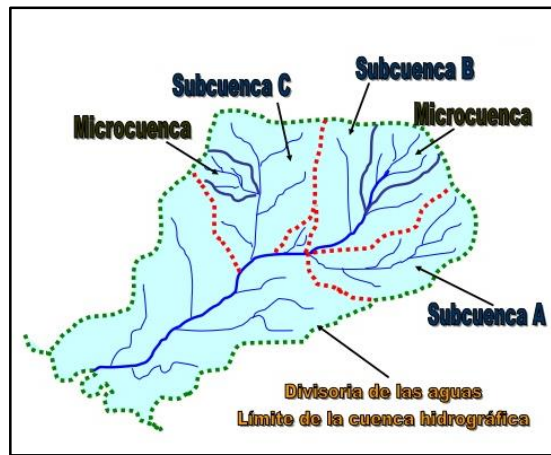 Subcuenca B
Subcuenca C
Microcuenca
Microcuenca
Subcuenca A
Divisoria de las aguas
Límite de la cuenca hidrográfica